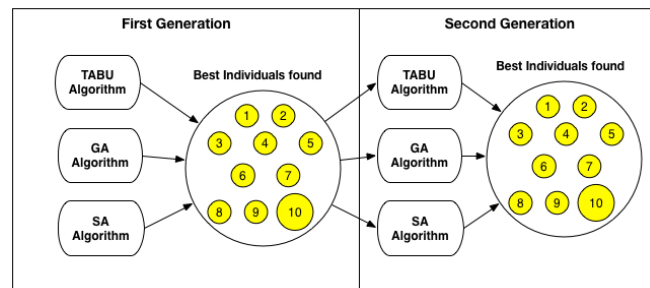 First Generation
TABU
Algorithm
GA
Algorithm
SA
Algorithm
Best Individuals found
1 2
3 4 5
6 7
8 9 10
Second Generation
TABU
Algorithm
GA
Algorithm
SA
Algorithm
Best Individuals found
1 2
3 4 5
6 7
8 9 10